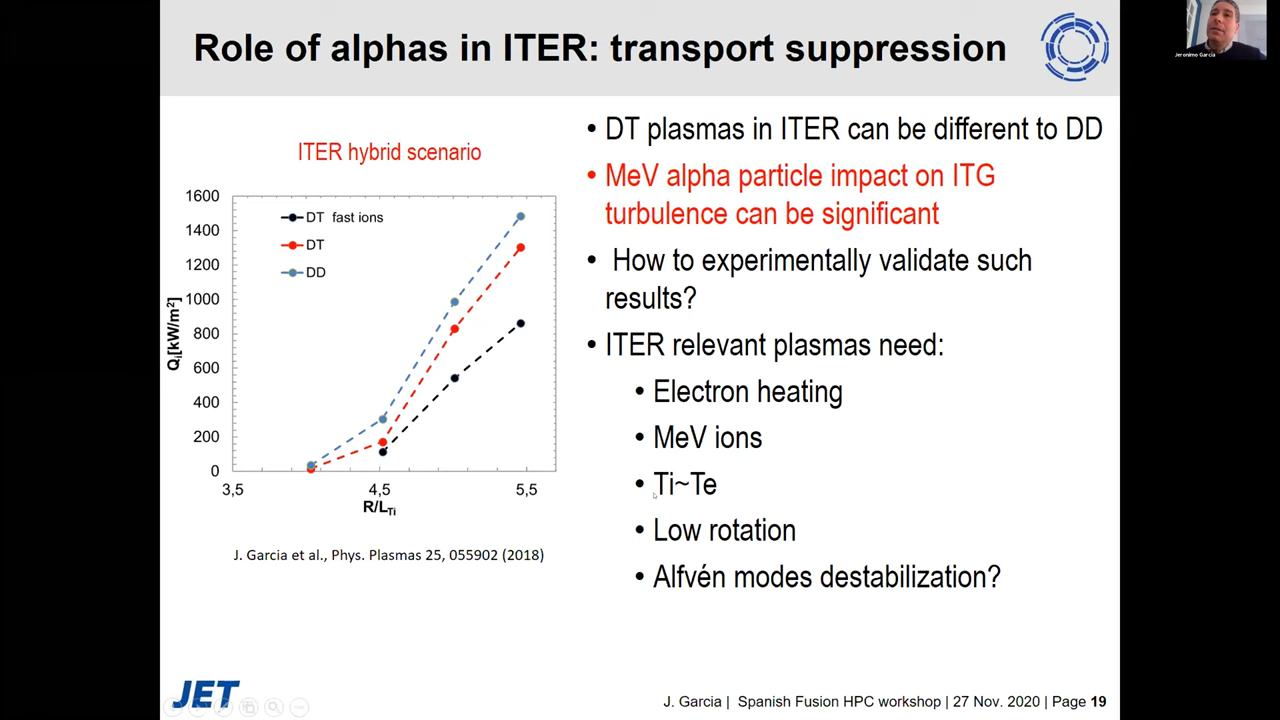 Role of alphas in ITER: transport suppression
Jeronimo Garcia
ITER hybrid scenario
1600
1400
1200
1000
800
600
400
200
0
Qi[kW/m²]
DT fast ions
DT
DD
3,5
4,5
5,5
R/LTi
J. Garcia et al., Phys. Plasmas 25, 055902 (2018)
• DT plasmas in ITER can be different to DD
• MeV alpha particle impact on ITG
turbulence can be significant
• How to experimentally validate such
results?
• ITER relevant plasmas need:
• Electron heating
• MeV ions
• Ti~Te
• Low rotation
• Alfvén modes destabilization?
JET
J. Garcia | Spanish Fusion HPC workshop | 27 Nov. 2020 | Page 19